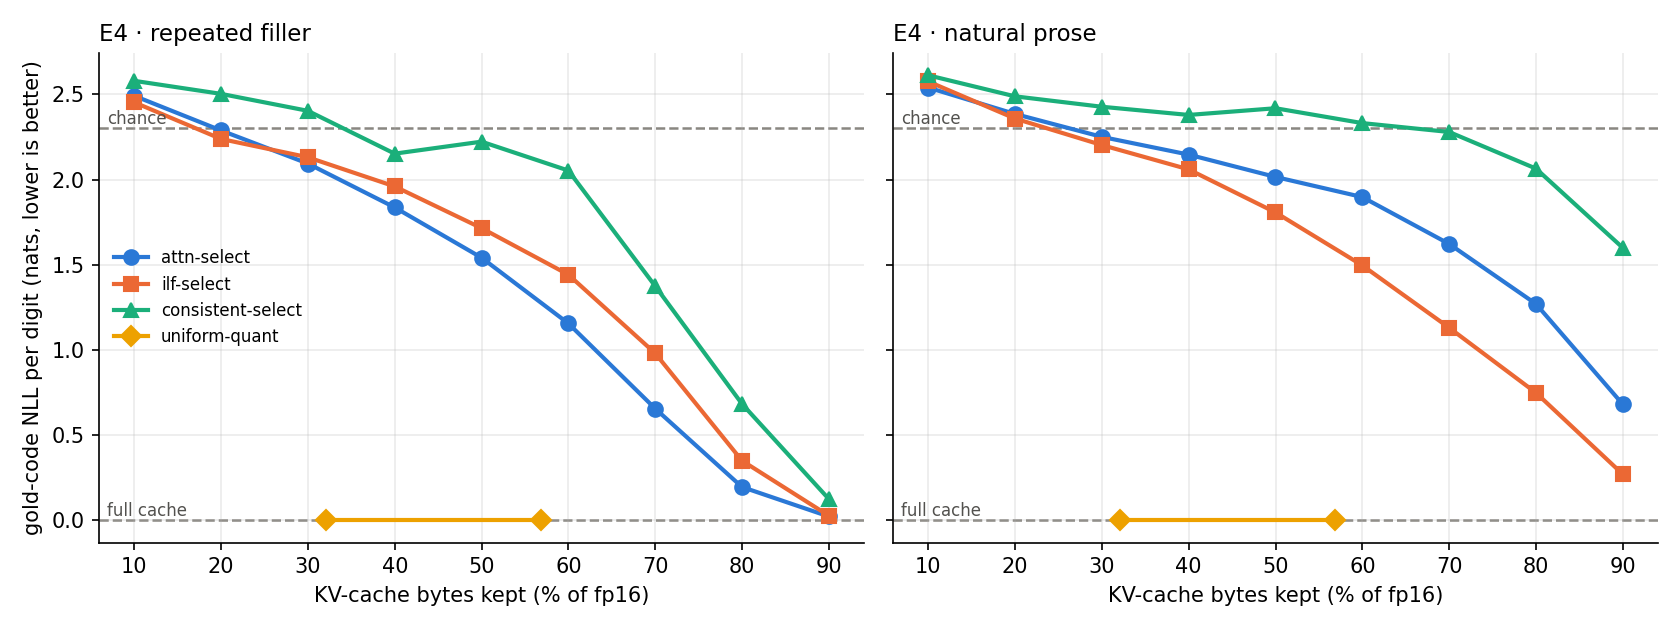 E4 · repeated filler
gold-code NLL per digit (nats, lower is better)
2.5
2.0
1.5
1.0
0.5
0.0
chance
attn-select
ilf-select
consistent-select
uniform-quant
full cache
10 20 30 40 50 60 70 80 90
KV-cache bytes kept (% of fp16)
E4 · natural prose
chance
full cache
10 20 30 40 50 60 70 80 90
KV-cache bytes kept (% of fp16)